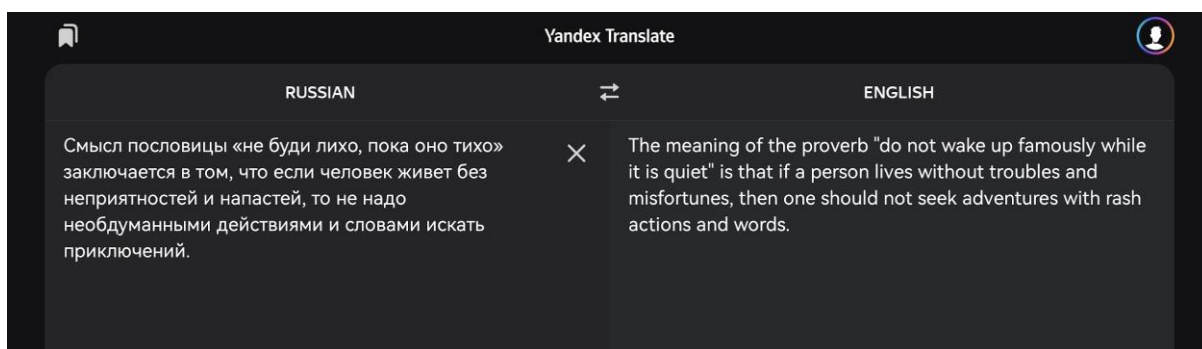 Yandex Translate
RUSSIAN
ENGLISH
Смысл пословицы «не буди лихо, пока оно тихо»
заключается в том, что если человек живет без
неприятностей и напастей, то не надо
необдуманными действиями и словами искать
приключений.
The meaning of the proverb "do not wake up famously while
it is quiet" is that if a person lives without troubles and
misfortunes, then one should not seek adventures with rash
actions and words.